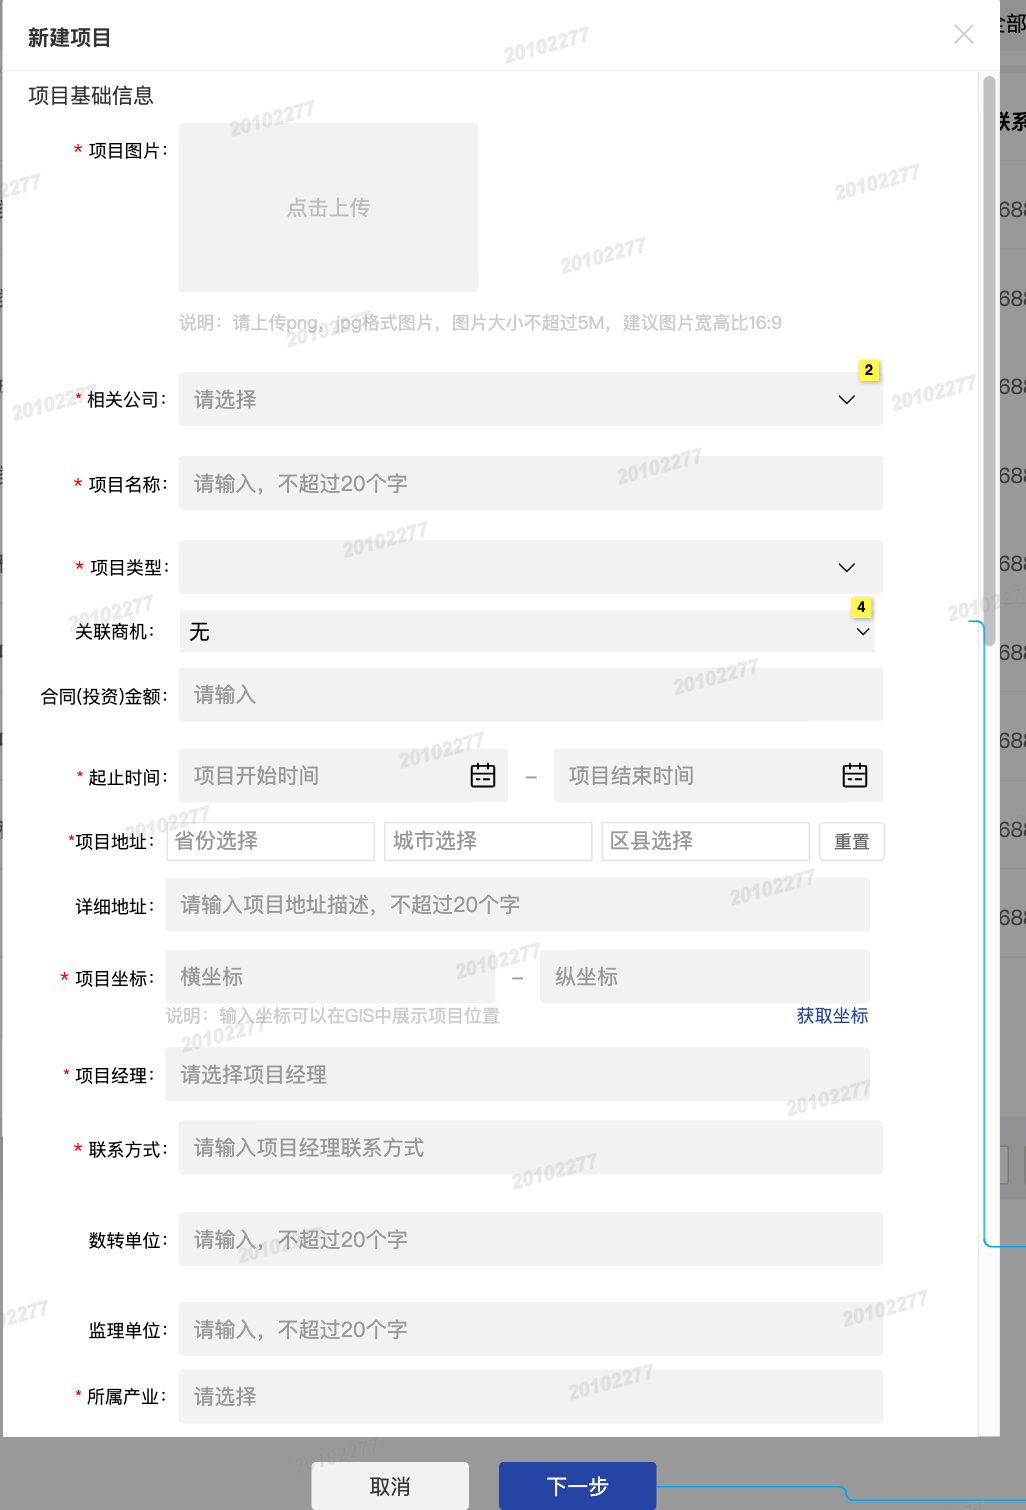 新建项目
全部
项目基础信息
* 项目图片：
点击上传
说明：请上传png，jpg格式图片，图片大小不超过5M，建议图片宽高比16:9
2
* 相关公司：
请选择
* 项目名称：
请输入，不超过20个字
* 项目类型：
4
关联商机：
无
合同(投资)金额：
请输入
* 起止时间：
项目开始时间 – 项目结束时间
*项目地址：
省份选择 城市选择 区县选择 重置
详细地址：
请输入项目地址描述，不超过20个字
* 项目坐标：
横坐标 – 纵坐标
说明：输入坐标可以在GIS中展示项目位置 获取坐标
* 项目经理：
请选择项目经理
* 联系方式：
请输入项目经理联系方式
数转单位：
请输入，不超过20个字
监理单位：
请输入，不超过20个字
* 所属产业：
请选择
取消 下一步
20102277